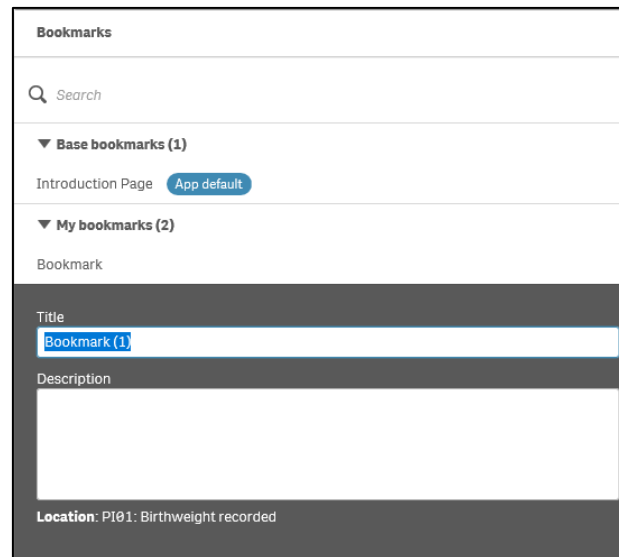 Bookmarks
Search
Base bookmarks (1)
Introduction Page App default
My bookmarks (2)
Bookmark
Title
Bookmark (1)
Description
Location: PI01: Birthweight recorded